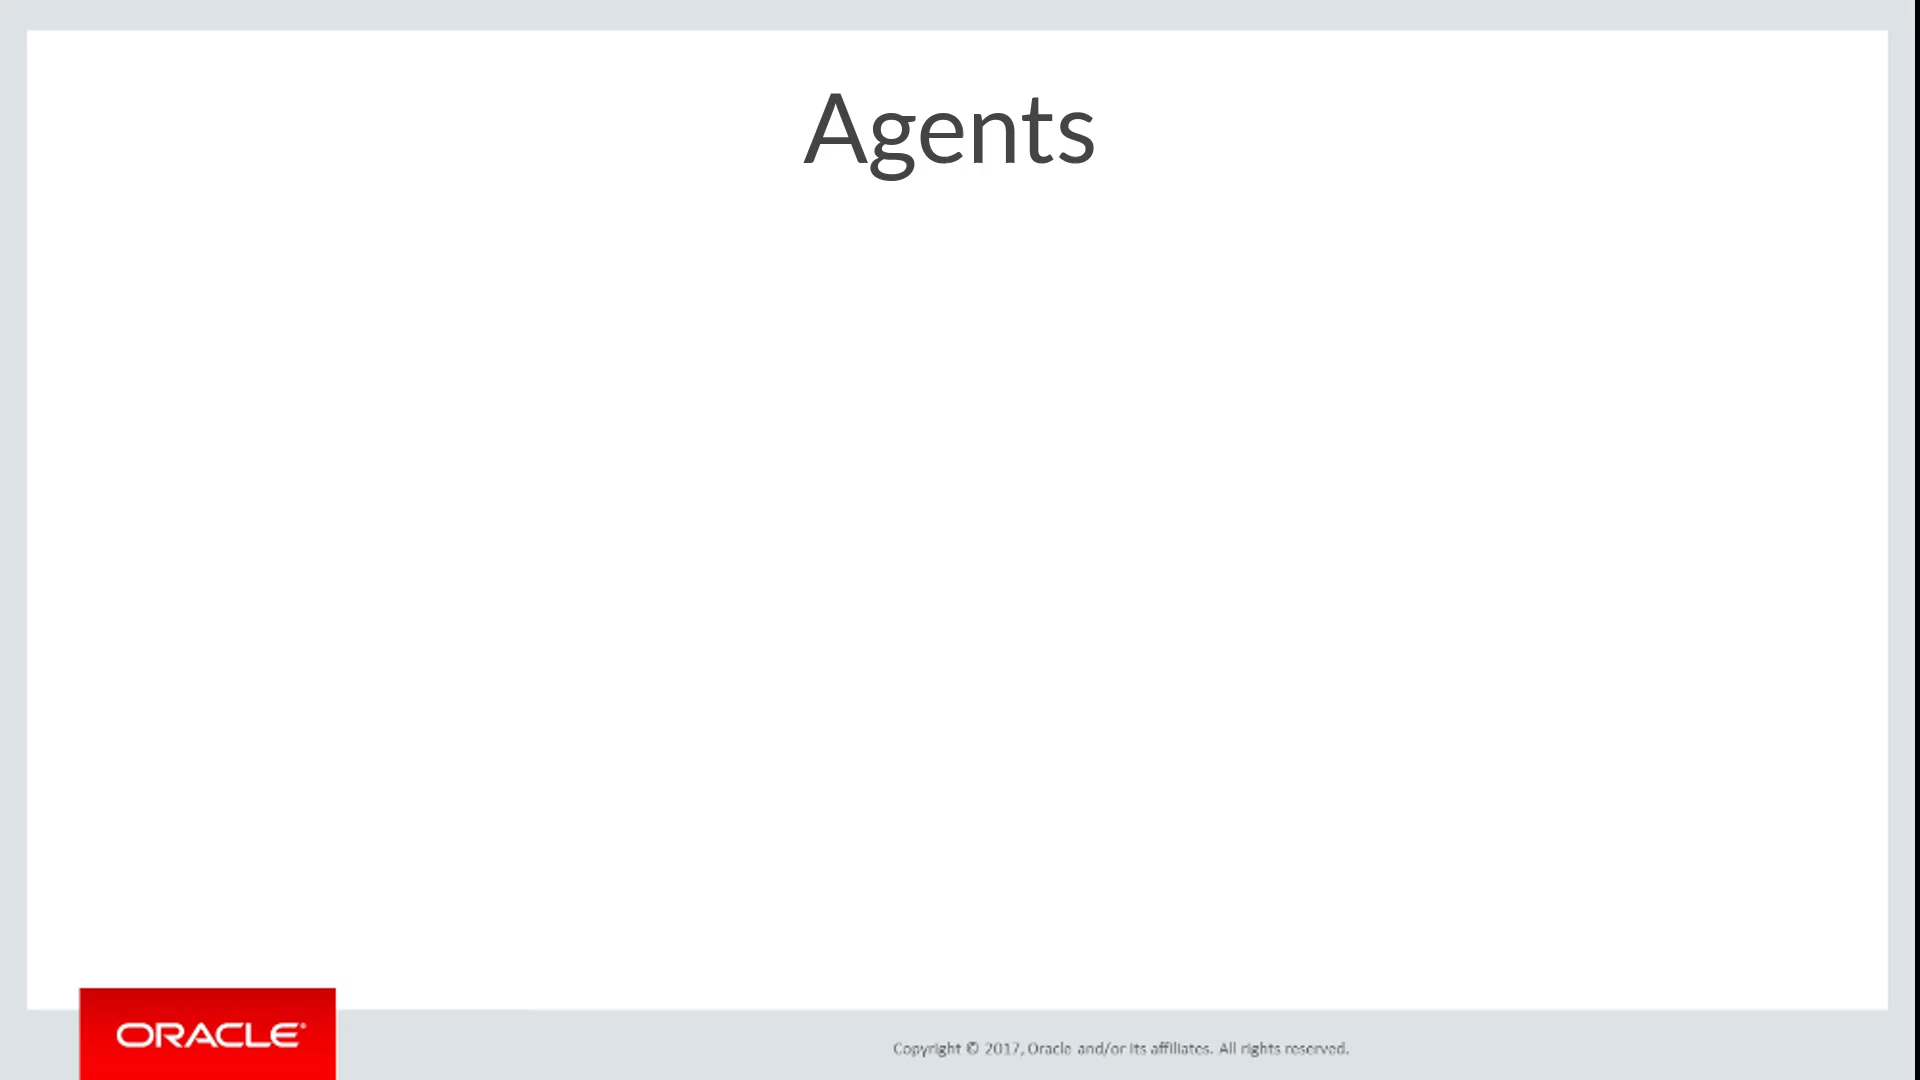 Agents
ORACLE®
Copyright © 2017, Oracle and/or its affiliates. All rights reserved.